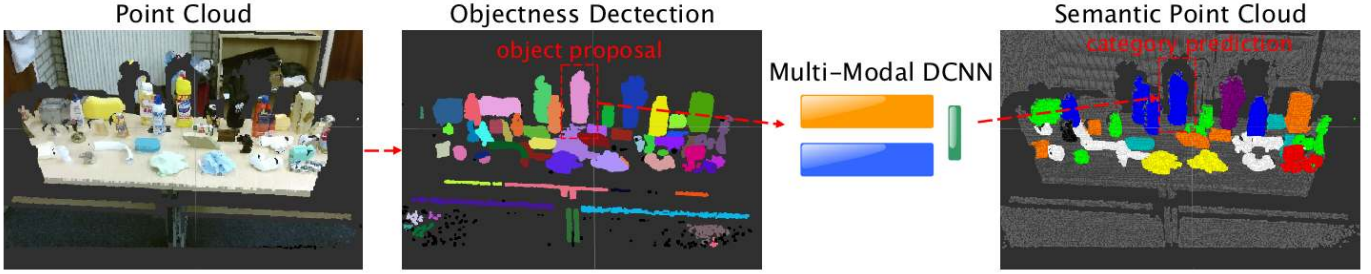 Point Cloud
Objectness Dectection
object proposal
Multi-Modal DCNN
Semantic Point Cloud
category prediction